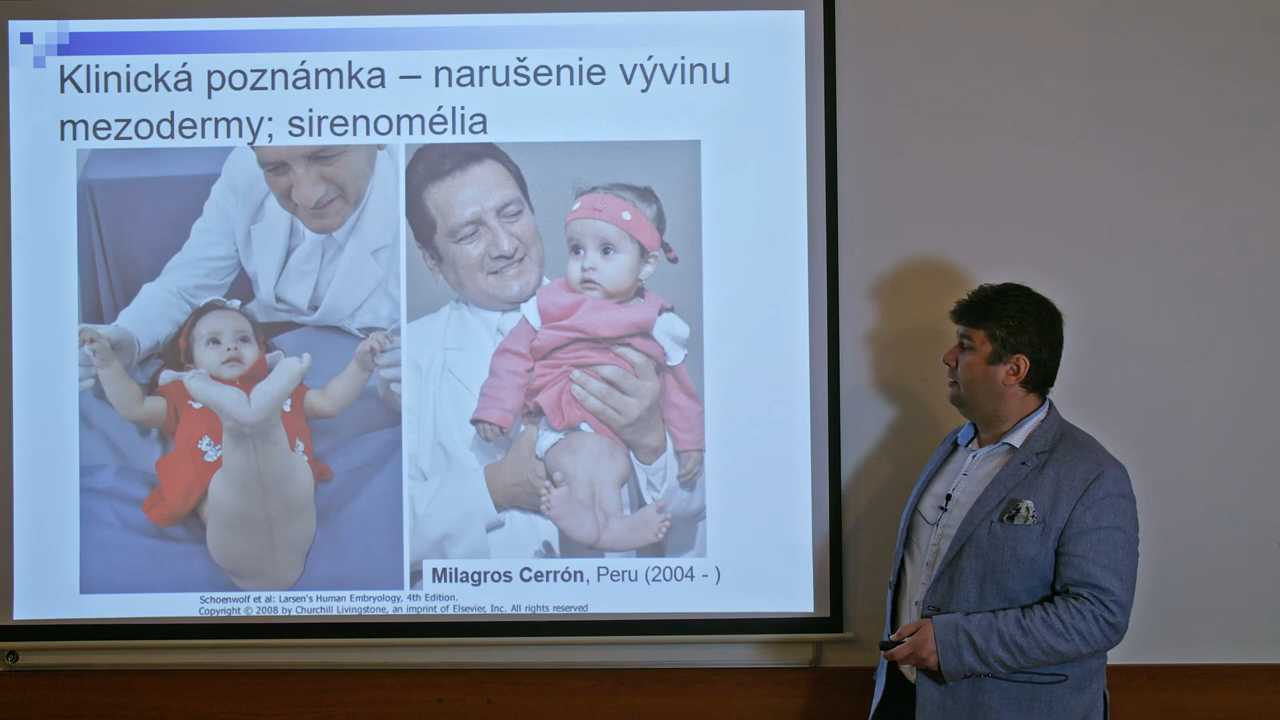 Klinická poznámka – narušenie vývinu
mezodermy; sirenomélia
Milagros Cerrón, Peru (2004 - )
Schoenwolf et al: Larsen's Human Embryology, 4th Edition.
Copyright © 2008 by Churchill Livingstone, an imprint of Elsevier, Inc. All rights reserved